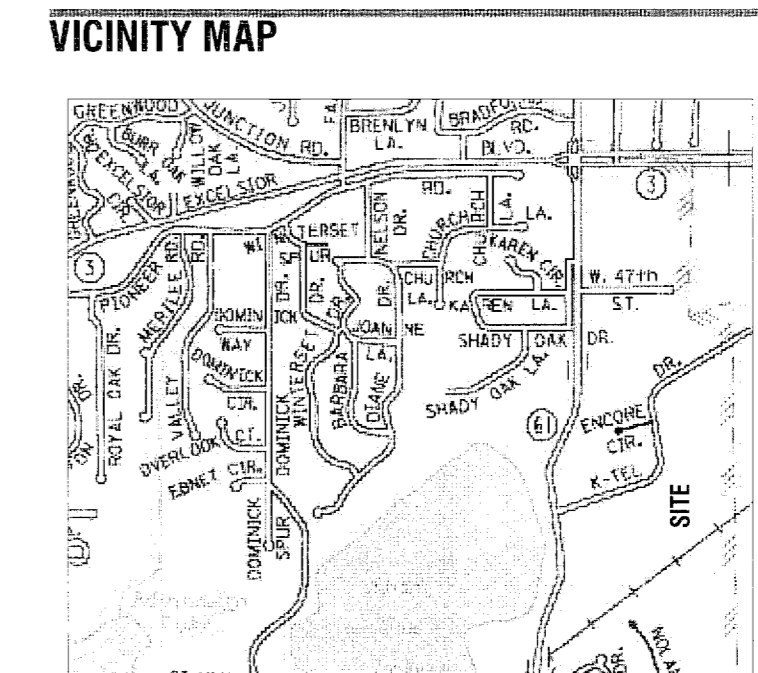 VICINITY MAP
GREENWOOD
JUNCTION RD.
BRENLYN
LA.
BRADFORD
RD.
BLVD.
BURR OAK
LA.
WILLOW
OAK
LA.
EXCELSIOR
CIR.
EXCELSIOR
3
RD.
NELSON
DR.
CHURCH
LA.
CHURCH
LA.
KAREN CIR.
3
PIONEER
RD.
MERILEE
RD.
DR.
DR.
CHURCH
LA.
KAREN LA.
W. 47th
ST.
ROYAL OAK DR.
DOMINICK
WAY
DOMINICK
CIR.
VALLEY
OVERLOOK
CT.
EBNET CIR.
DOMINICK
DOMINICK
SPUR
WINTERSET
DR.
BARBARA
JOANNE
LA.
DIANE
DR.
SHADY OAK
DR.
SHADY OAK LA.
61
ENCORE
CIR.
DR.
K-TEL
SITE
DR.